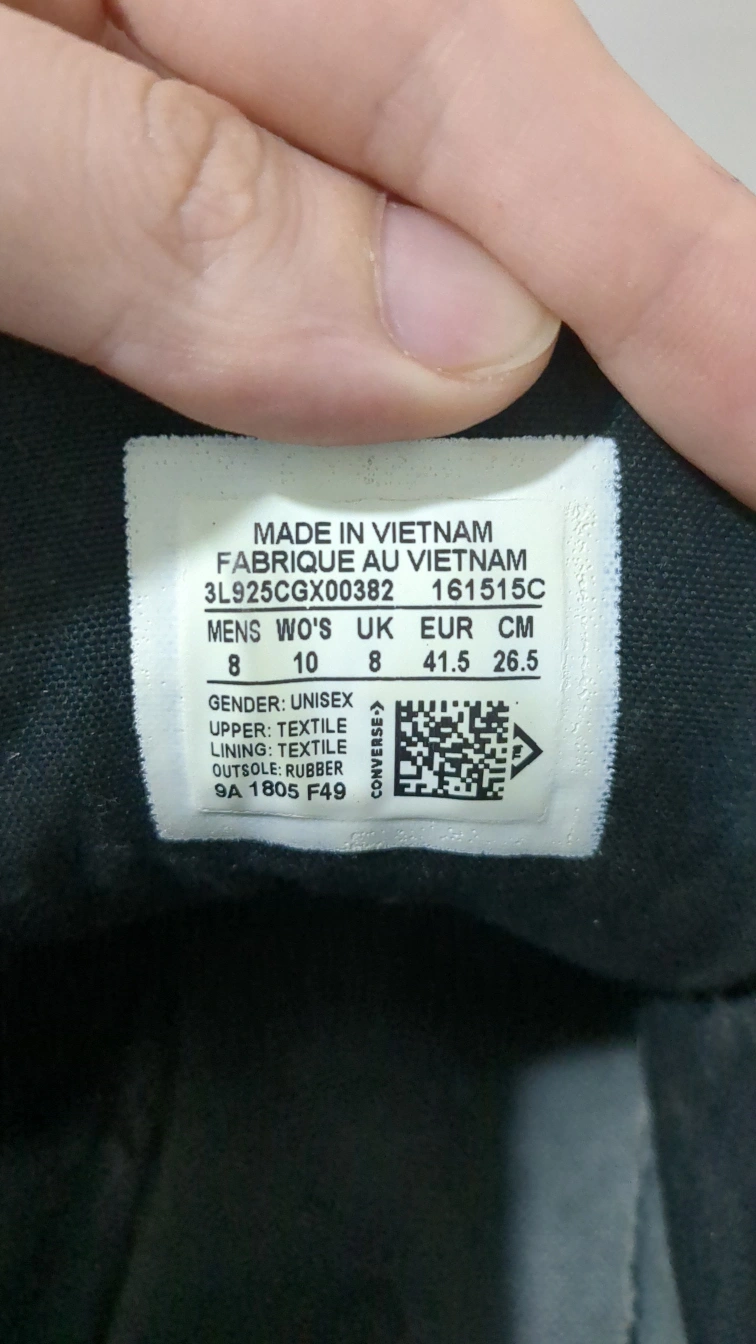 MADE IN VIETNAM
FABRIQUE AU VIETNAM
3L925CGX00382 161515C
MENS WO'S UK EUR CM
8 10 8 41.5 26.5
GENDER: UNISEX
UPPER: TEXTILE
LINING: TEXTILE
OUTSOLE: RUBBER
9A 1805 F49
CONVERSE
TM